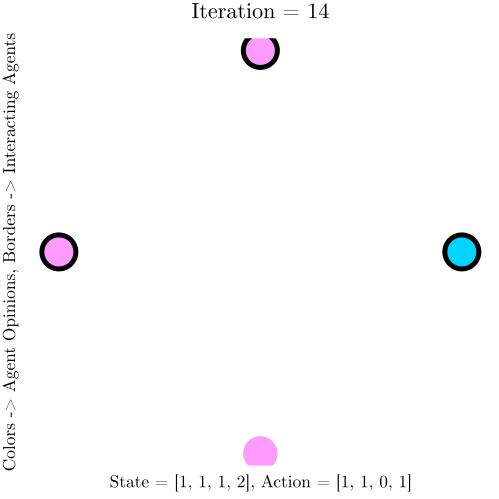 Iteration = 14
Colors -> Agent Opinions, Borders -> Interacting Agents
State = [1, 1, 1, 2], Action = [1, 1, 0, 1]